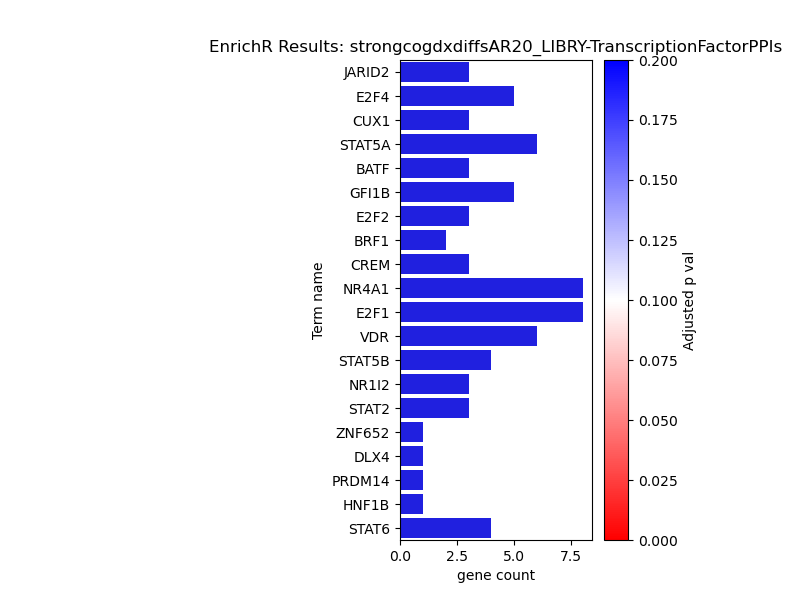 EnrichR Results: strongcogdxdiffsAR20_LIBRY-TranscriptionFactorPPIs
Term name
JARID2
E2F4
CUX1
STAT5A
BATF
GFI1B
E2F2
BRF1
CREM
NR4A1
E2F1
VDR
STAT5B
NR1I2
STAT2
ZNF652
DLX4
PRDM14
HNF1B
STAT6
0.0 2.5 5.0 7.5
gene count
0.200
0.175
0.150
0.125
0.100
0.075
0.050
0.025
0.000
Adjusted p val